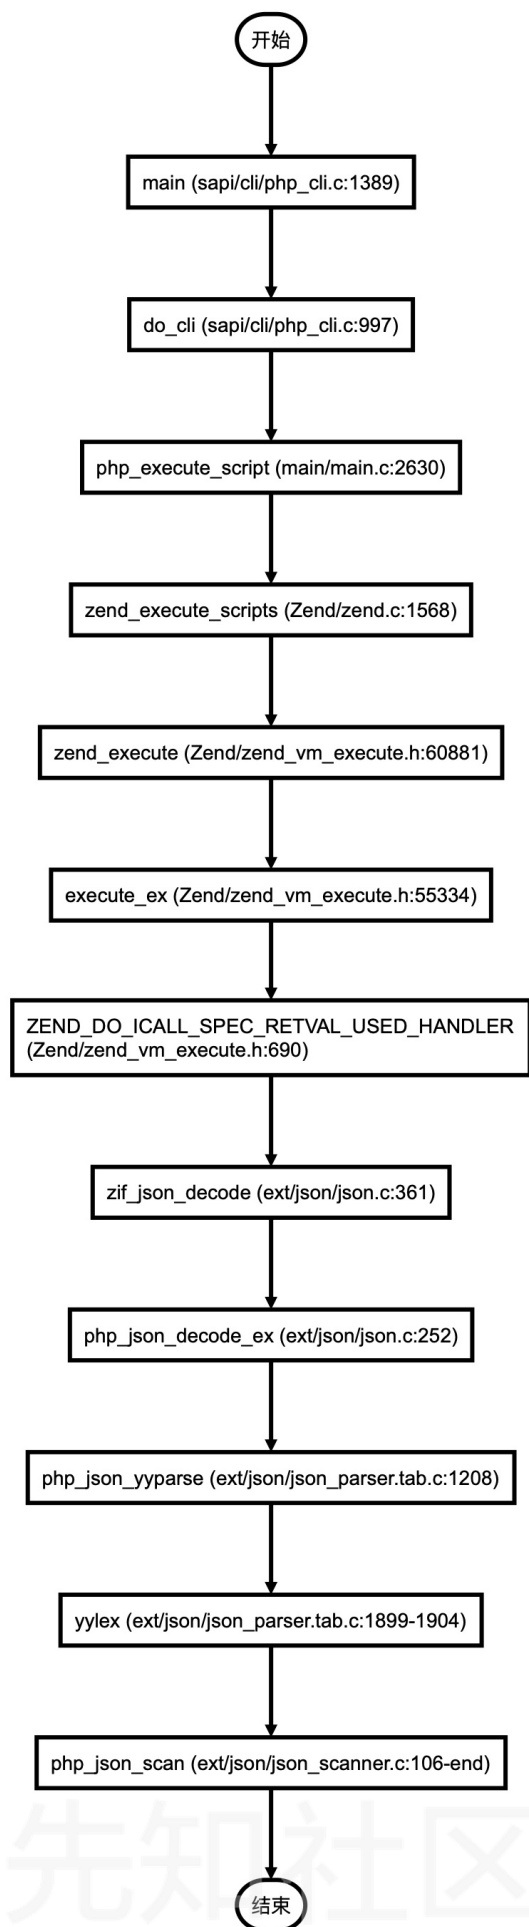 开始
main (sapi/cli/php_cli.c:1389)
do_cli (sapi/cli/php_cli.c:997)
php_execute_script (main/main.c:2630)
zend_execute_scripts (Zend/zend.c:1568)
zend_execute (Zend/zend_vm_execute.h:60881)
execute_ex (Zend/zend_vm_execute.h:55334)
ZEND_DO_ICALL_SPEC_RETVAL_USED_HANDLER
(Zend/zend_vm_execute.h:690)
zif_json_decode (ext/json/json.c:361)
php_json_decode_ex (ext/json/json.c:252)
php_json_yyparse (ext/json/json_parser.tab.c:1208)
yylex (ext/json/json_parser.tab.c:1899-1904)
php_json_scan (ext/json/json_scanner.c:106-end)
先知社区
结束